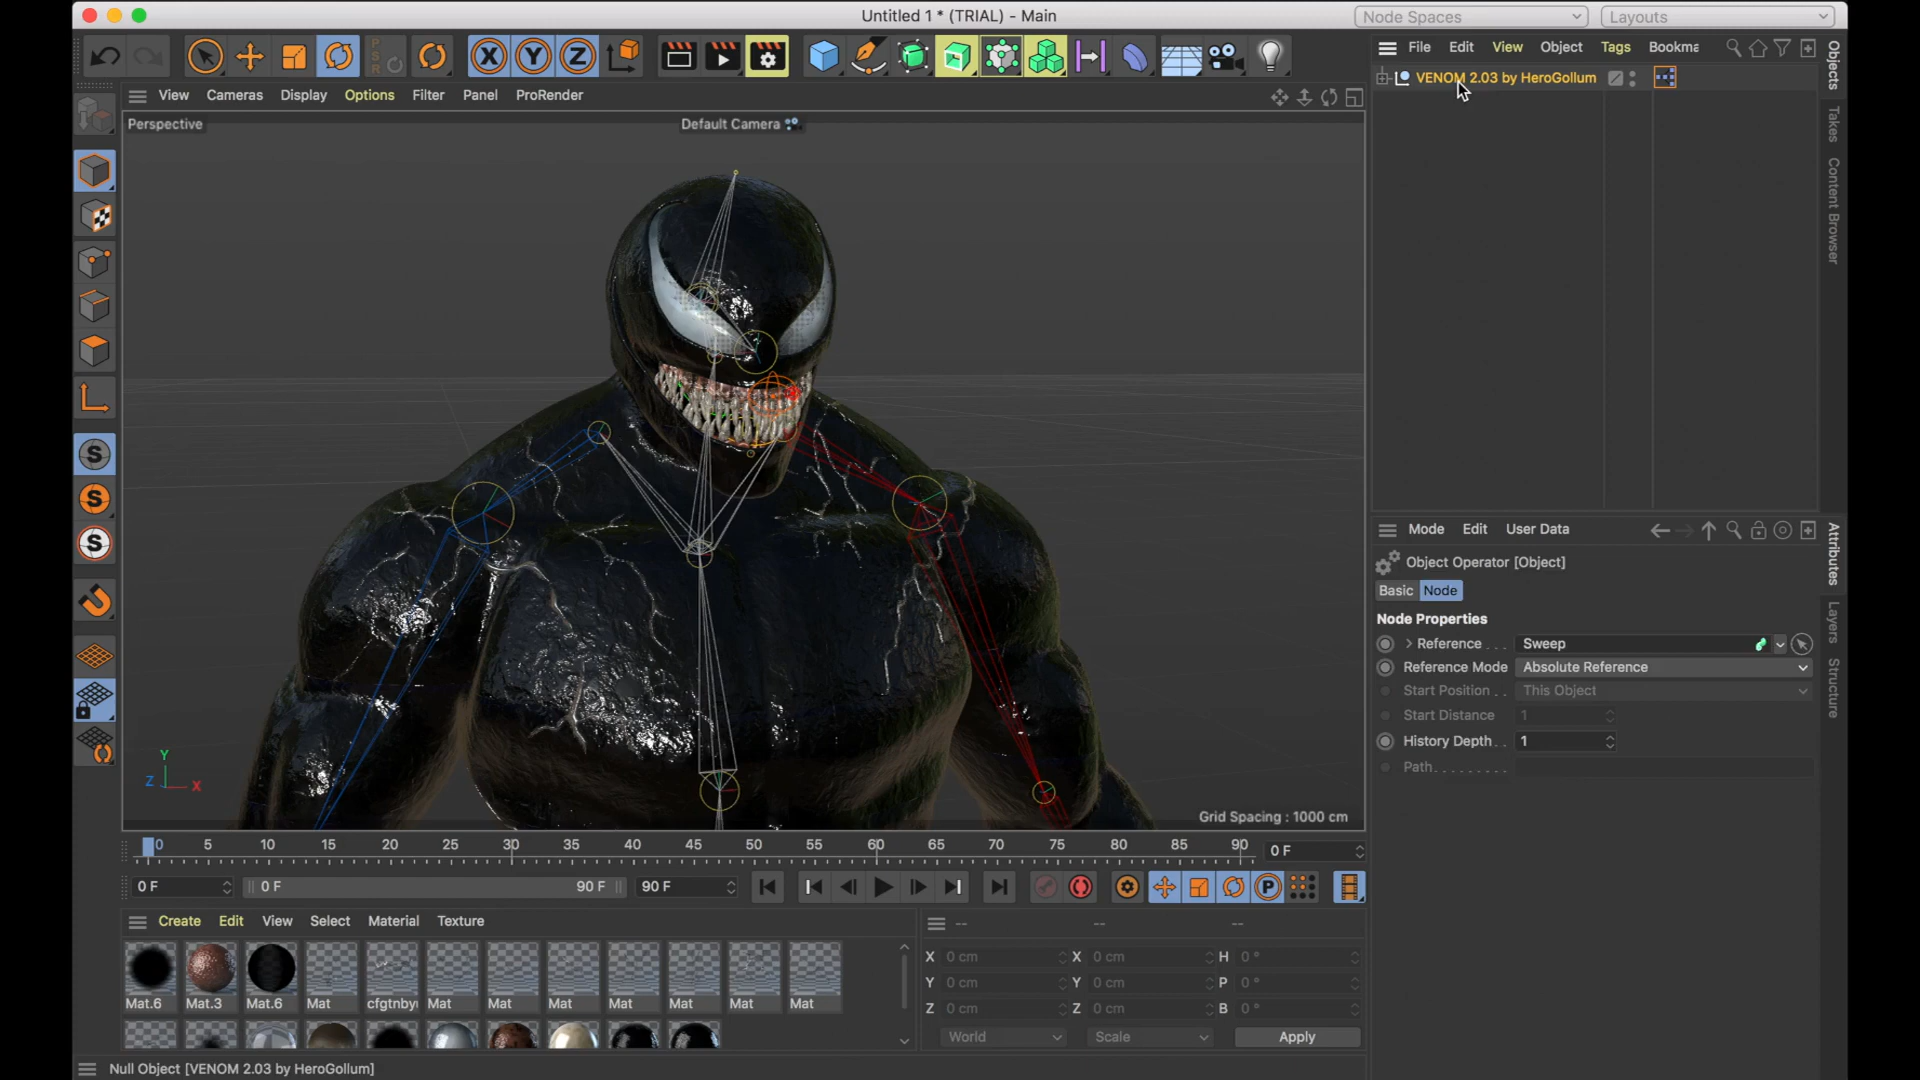 Untitled 1 * (TRIAL) - Main
Node Spaces
Layouts
File Edit View Object Tags Bookma
VENOM 2.03 by HeroGollum
View Cameras Display Options Filter Panel ProRender
Perspective
Default Camera
X Y Z
P
S
R
Objects
Takes
Content Browser
Attributes
Layers
Structure
Mode Edit User Data
Object Operator [Object]
Basic Node
Node Properties
Reference . . . Sweep
Reference Mode Absolute Reference
Start Position . . This Object
Start Distance 1
History Depth . . 1
Path. . . . . . . . .
S
S
S
Y
Z X
Grid Spacing : 1000 cm
0 5 10 15 20 25 30 35 40 45 50 55 60 65 70 75 80 85 90
0 F
0 F 0 F 90 F 90 F
P
Create Edit View Select Material Texture
Mat.6 Mat.3 Mat.6 Mat cfgtnbyı Mat Mat Mat Mat Mat Mat Mat
-- -- --
X 0 cm X 0 cm H 0 °
Y 0 cm Y 0 cm P 0 °
Z 0 cm Z 0 cm B 0 °
World Scale Apply
Null Object [VENOM 2.03 by HeroGollum]